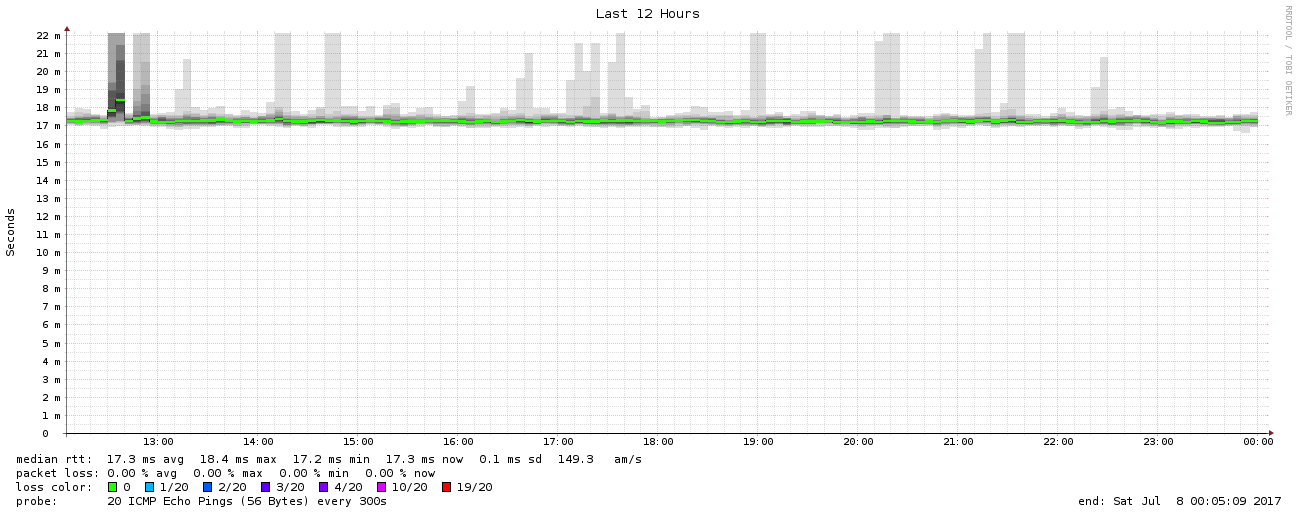 Last 12 Hours
RRDTOOL / TOBI OETIKER
Seconds
22 m
21 m
20 m
19 m
18 m
17 m
16 m
15 m
14 m
13 m
12 m
11 m
10 m
9 m
8 m
7 m
6 m
5 m
4 m
3 m
2 m
1 m
0
13:00 14:00 15:00 16:00 17:00 18:00 19:00 20:00 21:00 22:00 23:00 00:00
median rtt: 17.3 ms avg 18.4 ms max 17.2 ms min 17.3 ms now 0.1 ms sd 149.3 am/s
packet loss: 0.00 % avg 0.00 % max 0.00 % min 0.00 % now
loss color: 0 1/20 2/20 3/20 4/20 10/20 19/20
probe: 20 ICMP Echo Pings (56 Bytes) every 300s end: Sat Jul 8 00:05:09 2017